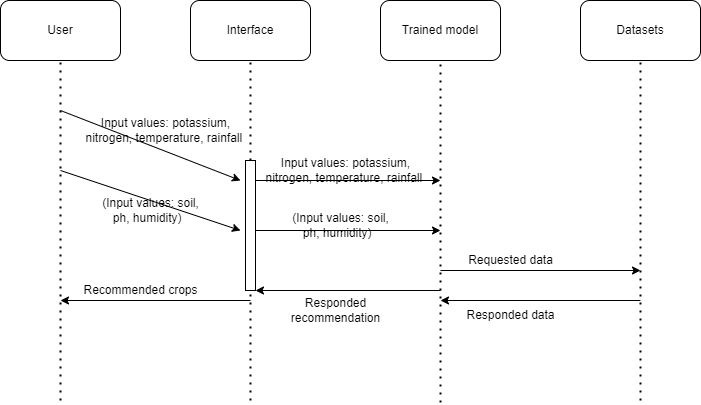 User
Interface
Trained model
Datasets
Input values: potassium,
nitrogen, temperature, rainfall
Input values: potassium,
nitrogen, temperature, rainfall
(Input values: soil,
ph, humidity)
(Input values: soil,
ph, humidity)
Requested data
Recommended crops
Responded
recommendation
Responded data